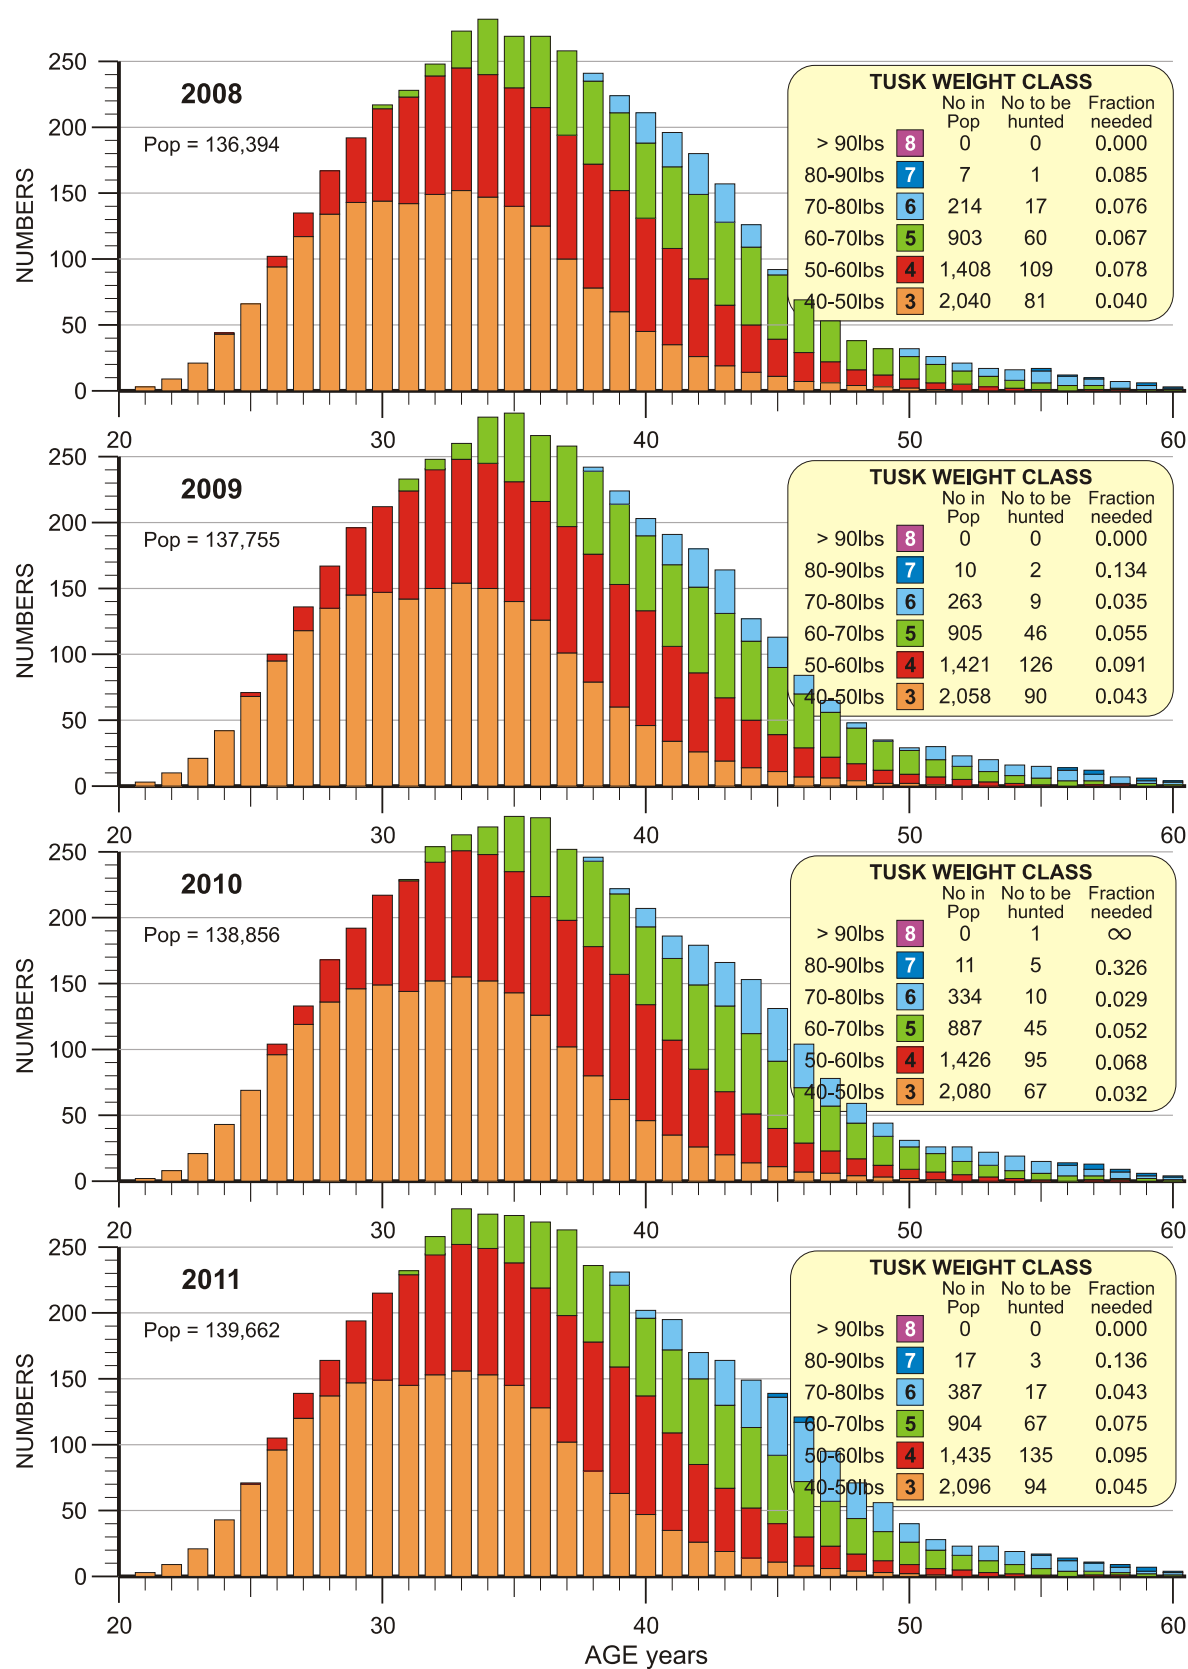 250
200
150
100
50
0
NUMBERS
2008
Pop = 136,394
TUSK WEIGHT CLASS
No in Pop No to be hunted Fraction needed
> 90lbs 8 0 0 0.000
80-90lbs 7 7 1 0.085
70-80lbs 6 214 17 0.076
60-70lbs 5 903 60 0.067
50-60lbs 4 1,408 109 0.078
40-50lbs 3 2,040 81 0.040
20 30 40 50 60
250
200
150
100
50
0
NUMBERS
2009
Pop = 137,755
TUSK WEIGHT CLASS
No in Pop No to be hunted Fraction needed
> 90lbs 8 0 0 0.000
80-90lbs 7 10 2 0.134
70-80lbs 6 263 9 0.035
60-70lbs 5 905 46 0.055
50-60lbs 4 1,421 126 0.091
40-50lbs 3 2,058 90 0.043
20 30 40 50 60
250
200
150
100
50
0
NUMBERS
2010
Pop = 138,856
TUSK WEIGHT CLASS
No in Pop No to be hunted Fraction needed
> 90lbs 8 0 1 ∞
80-90lbs 7 11 5 0.326
70-80lbs 6 334 10 0.029
60-70lbs 5 887 45 0.052
50-60lbs 4 1,426 95 0.068
40-50lbs 3 2,080 67 0.032
20 30 40 50 60
250
200
150
100
50
0
NUMBERS
2011
Pop = 139,662
TUSK WEIGHT CLASS
No in Pop No to be hunted Fraction needed
> 90lbs 8 0 0 0.000
80-90lbs 7 17 3 0.136
70-80lbs 6 387 17 0.043
60-70lbs 5 904 67 0.075
50-60lbs 4 1,435 135 0.095
40-50lbs 3 2,096 94 0.045
20 30 40 50 60
AGE years